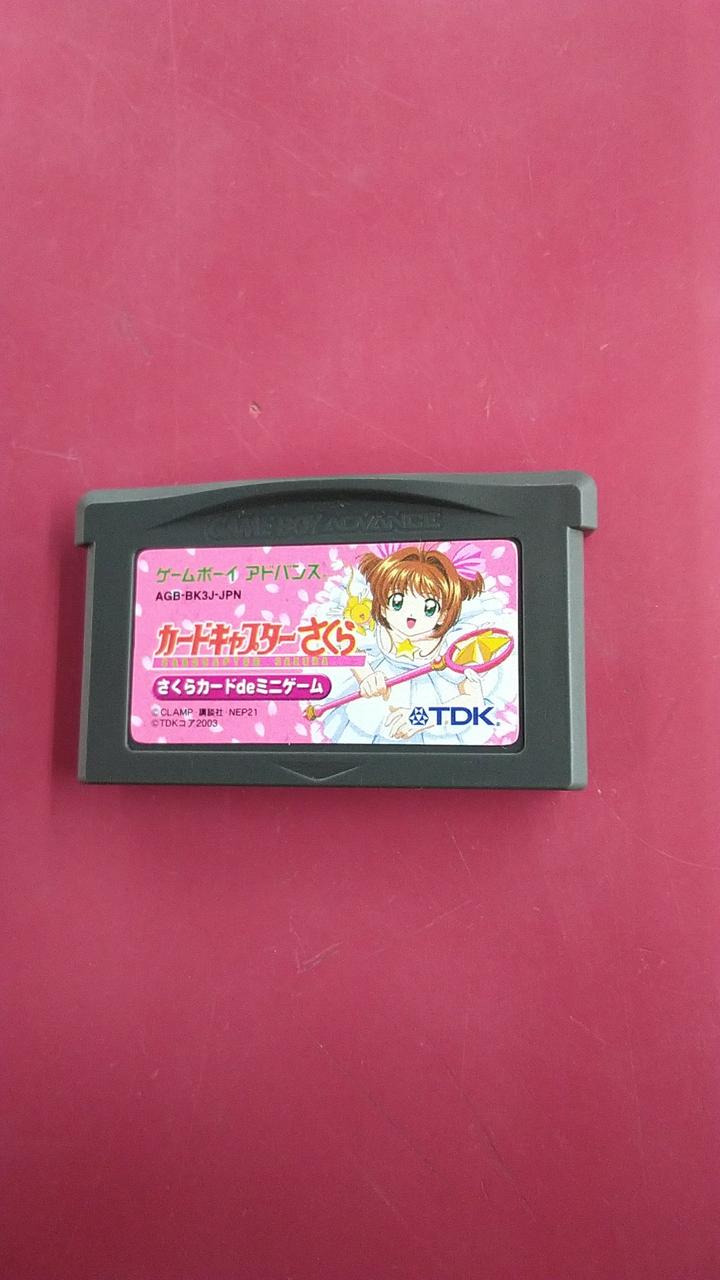 GAME BOY ADVANCE
ゲームボーイ アドバンス
AGB-BK3J-JPN
カードキャプターさくら
CARDCAPTOR SAKURA
さくらカードdeミニゲーム
©CLAMP・講談社・NEP21
©TDKコア2003
TDK